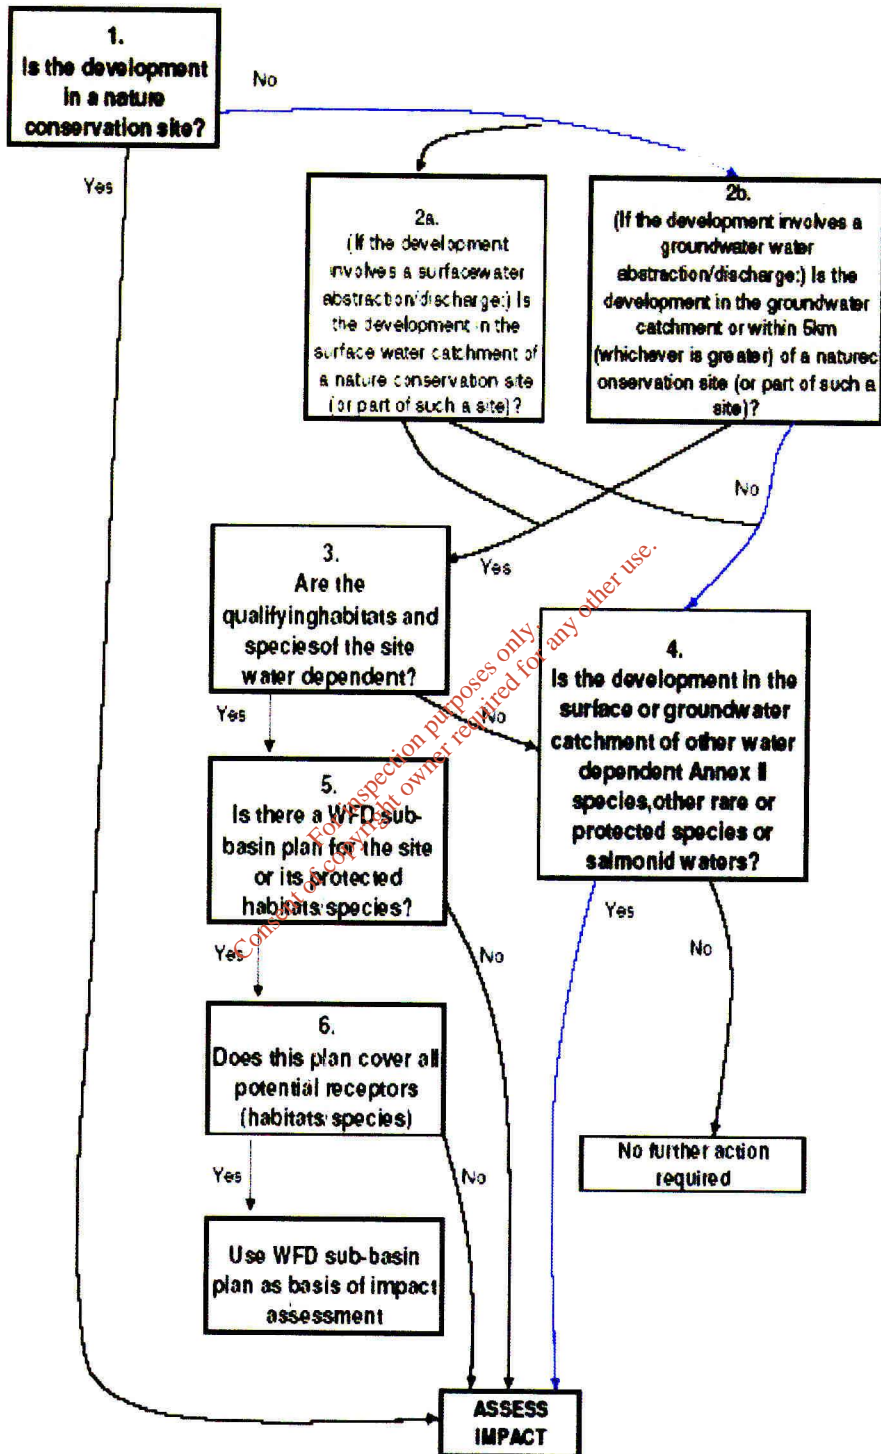 1.
Is the development
in a nature
conservation site?
No
Yes
2a.
(If the development
involves a surfacewater
abstraction/discharge:) Is
the development in the
surface water catchment of
a nature conservation site
(or part of such a site)?
2b.
(If the development involves a
groundwater water
abstraction/discharge:) Is the
development in the groundwater
catchment or within 5km
(whichever is greater) of a naturec
onservation site (or part of such a
site)?
No
Yes
3.
Are the
qualifyinghabitats and
speciesof the site
water dependent?
Yes
No
4.
Is the development in the
surface or groundwater
catchment of other water
dependent Annex II
species,other rare or
protected species or
salmonid waters?
5.
Is there a WFD sub-
basin plan for the site
or its protected
habitats/species?
Yes
No
Yes
No
6.
Does this plan cover all
potential receptors
(habitats/species)
Yes
No
No further action
required
Use WFD sub-basin
plan as basis of impact
assessment
ASSESS
IMPACT
For inspection purposes only.
Consent of copyright owner required for any other use.